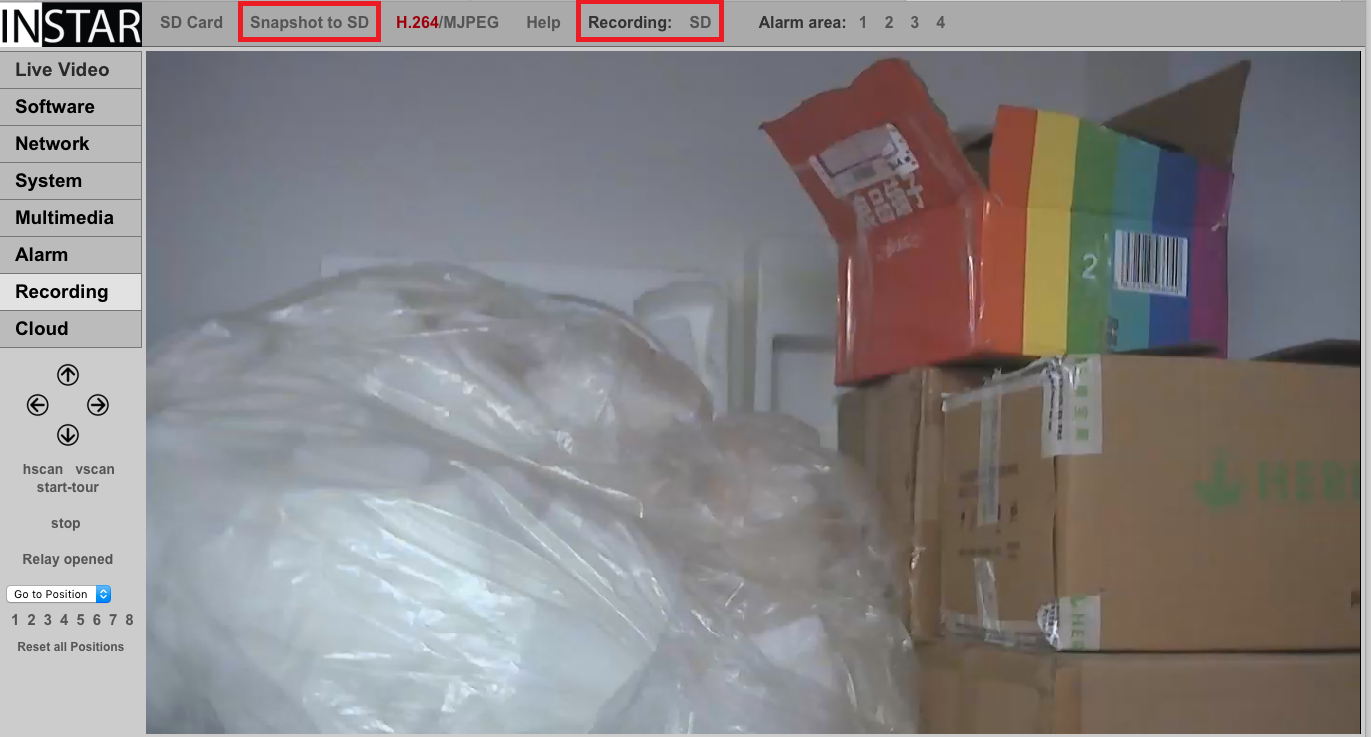 INSTAR
SD Card
Snapshot to SD
H.264/MJPEG
Help
Recording: SD
Alarm area: 1 2 3 4
Live Video
Software
Network
System
Multimedia
Alarm
Recording
Cloud
hscan vscan
start-tour
stop
Relay opened
Go to Position
1 2 3 4 5 6 7 8
Reset all Positions
2